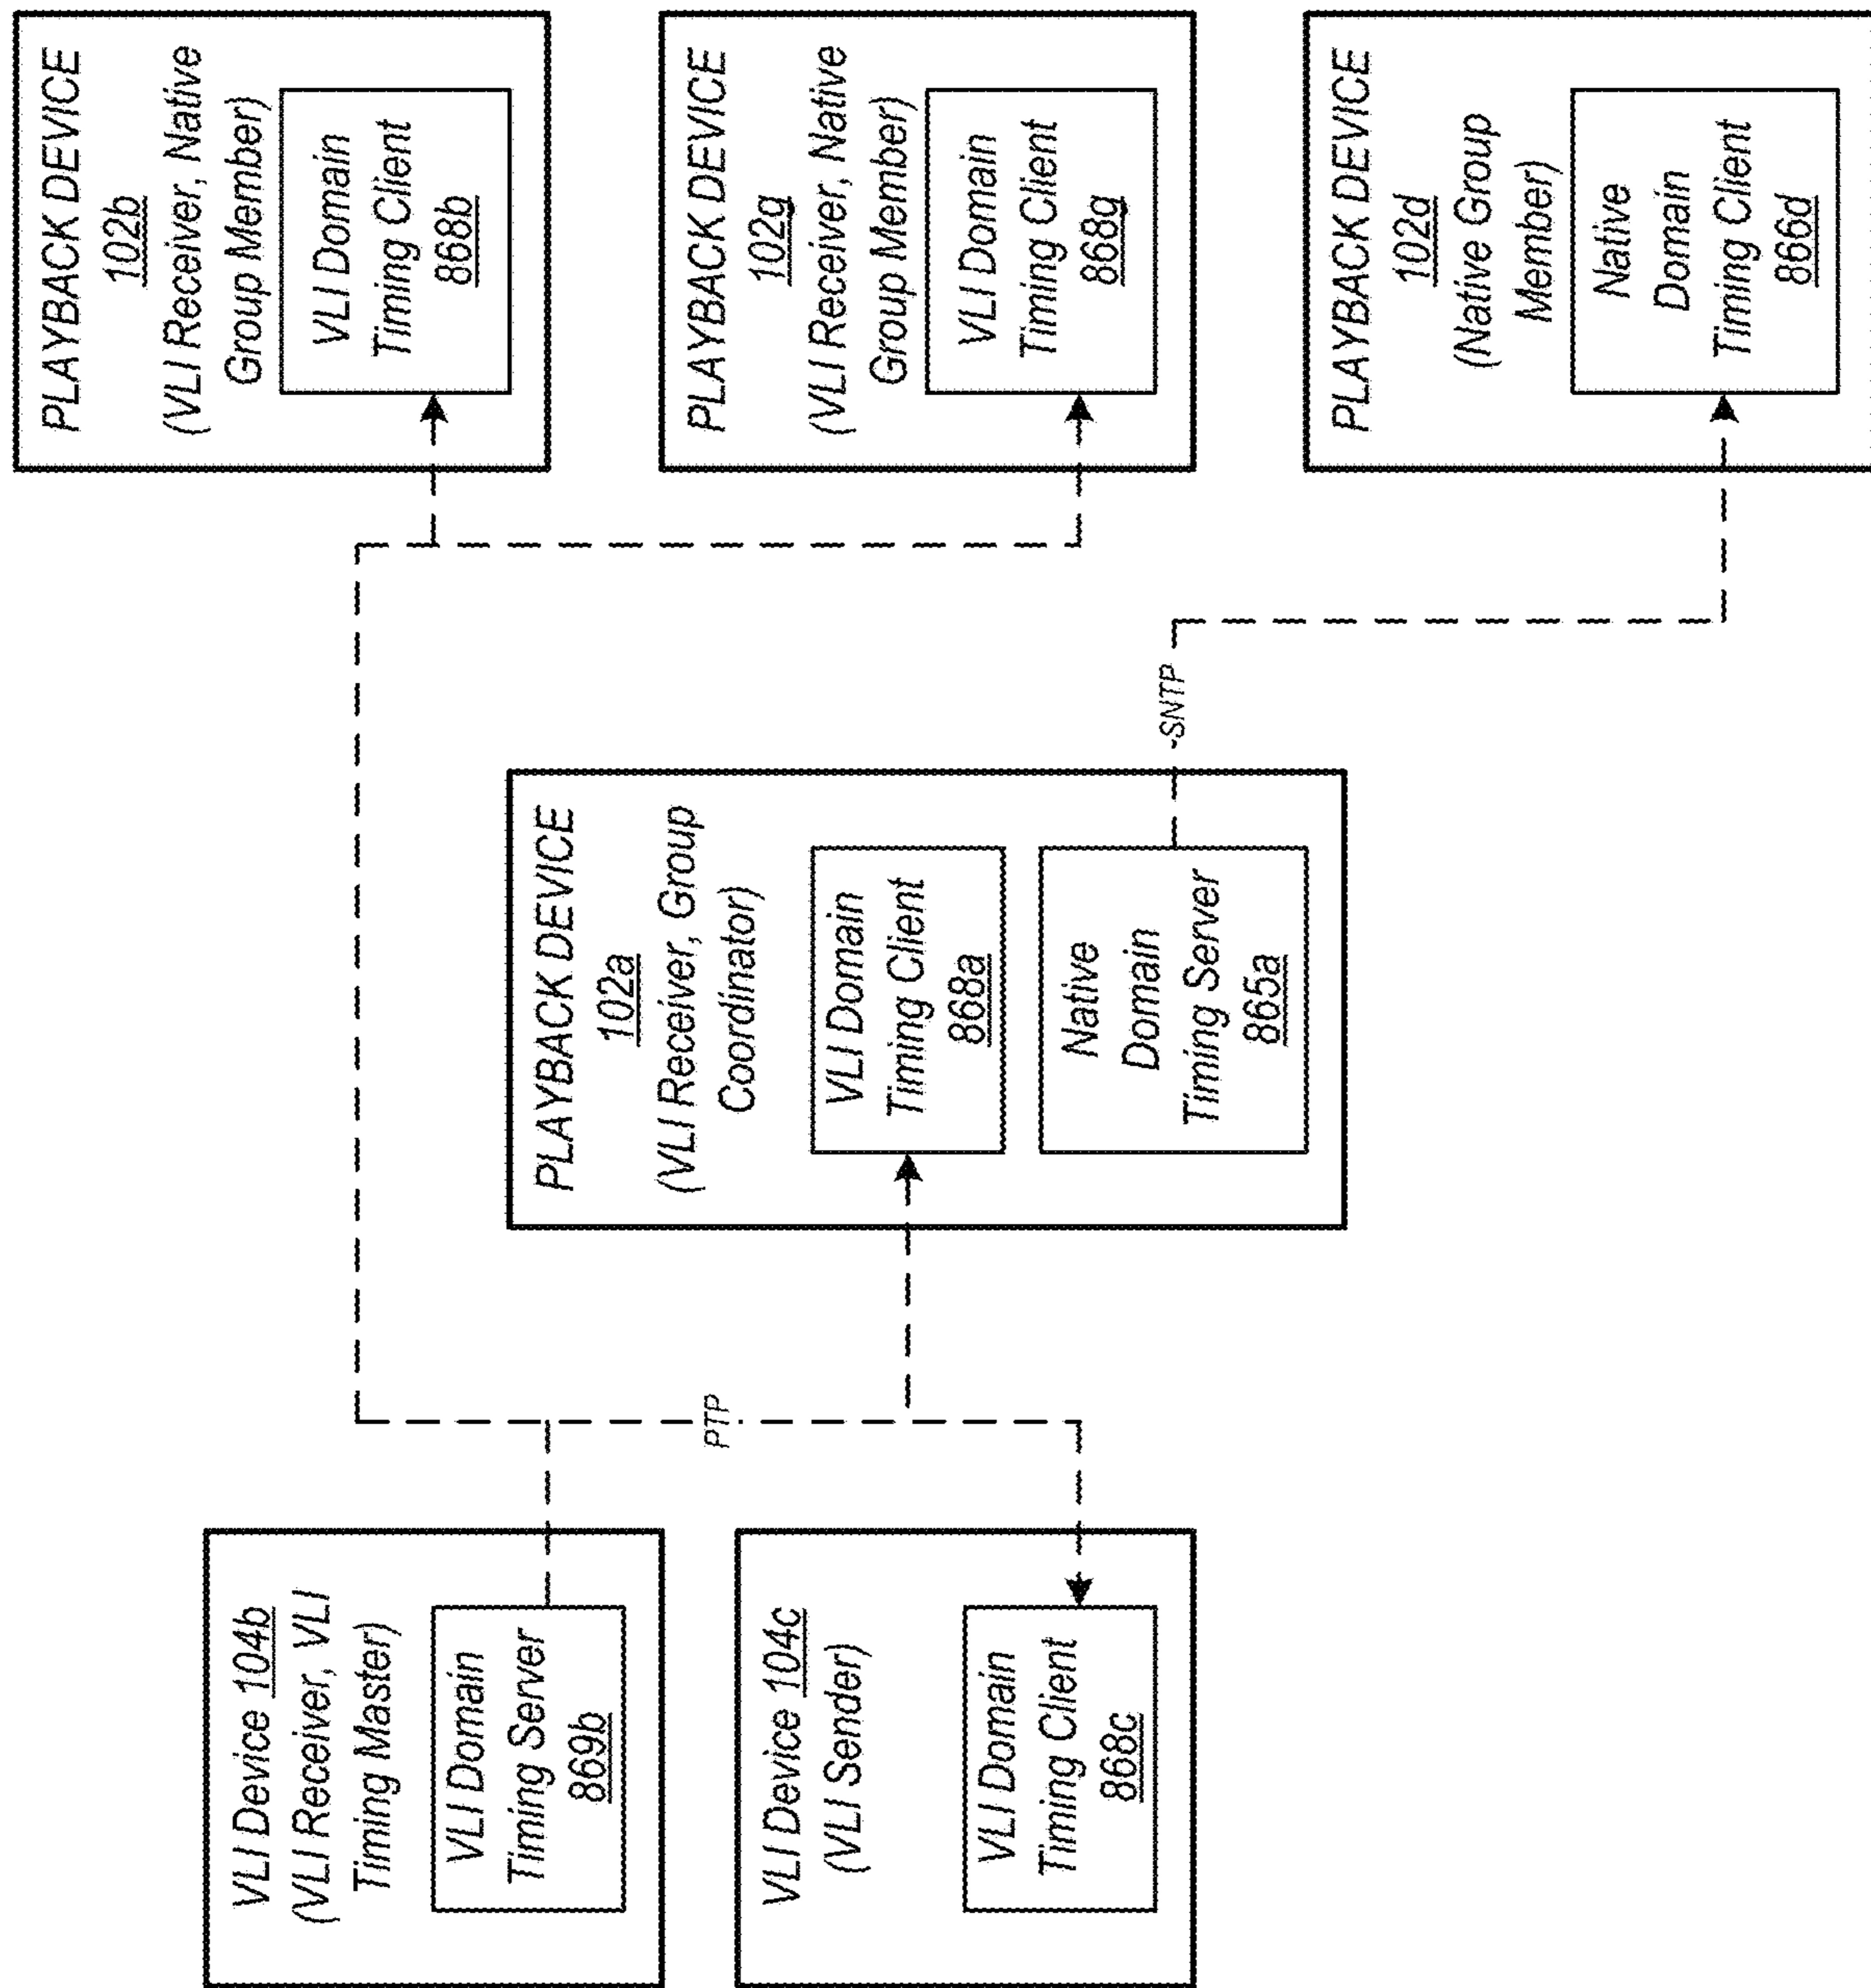 VLI Device 104b
(VLI Receiver, VLI
Timing Master)
VLI Domain
Timing Server
869b
VLI Device 104c
(VLI Sender)
VLI Domain
Timing Client
868c
PTP
PLAYBACK DEVICE
102a
(VLI Receiver, Group
Coordinator)
VLI Domain
Timing Client
868a
Native
Domain
Timing Server
865a
SNTP
PLAYBACK DEVICE
102b
(VLI Receiver, Native
Group Member)
VLI Domain
Timing Client
868b
PLAYBACK DEVICE
102g
(VLI Receiver, Native
Group Member)
VLI Domain
Timing Client
868g
PLAYBACK DEVICE
102d
(Native Group
Member)
Native
Domain
Timing Client
866d